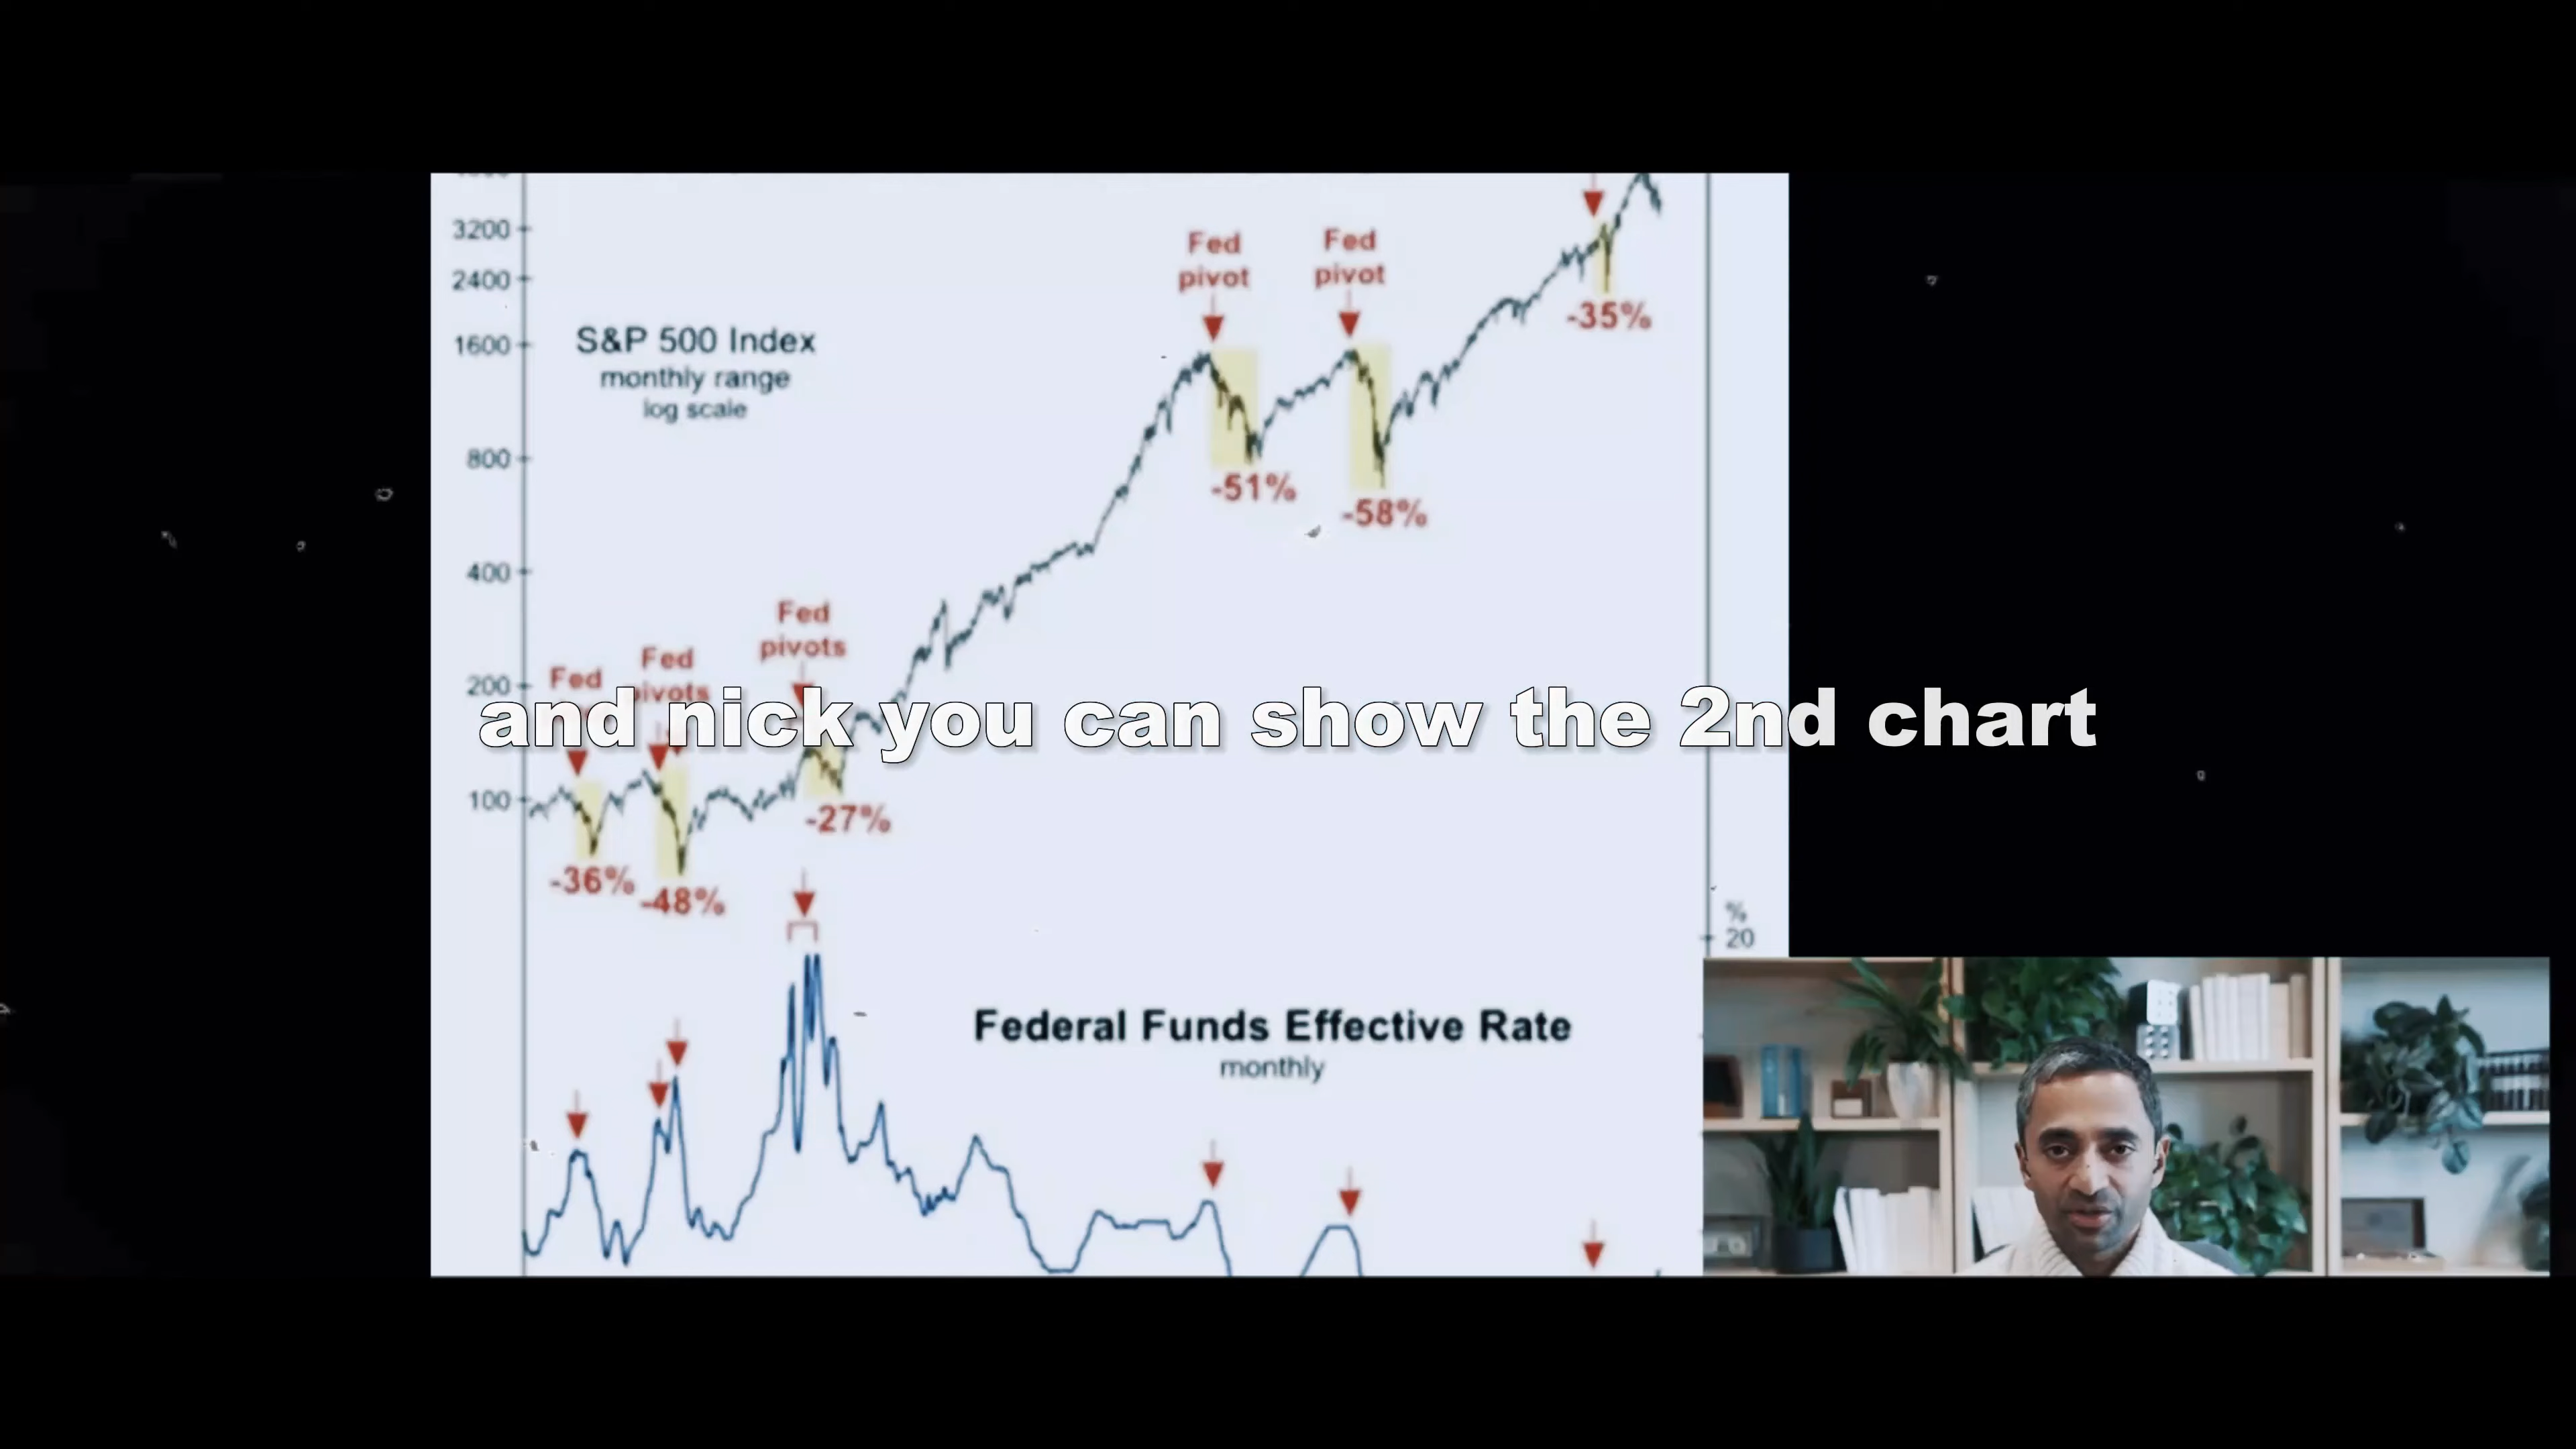 3200
2400
1600
800
400
200
100
S&P 500 Index
monthly range
log scale
Fed
pivot
Fed
pivot
-35%
-51%
-58%
Fed
pivots
Fed
Fed
and nick you can show the 2nd chart
-27%
-36%
-48%
%
20
Federal Funds Effective Rate
monthly